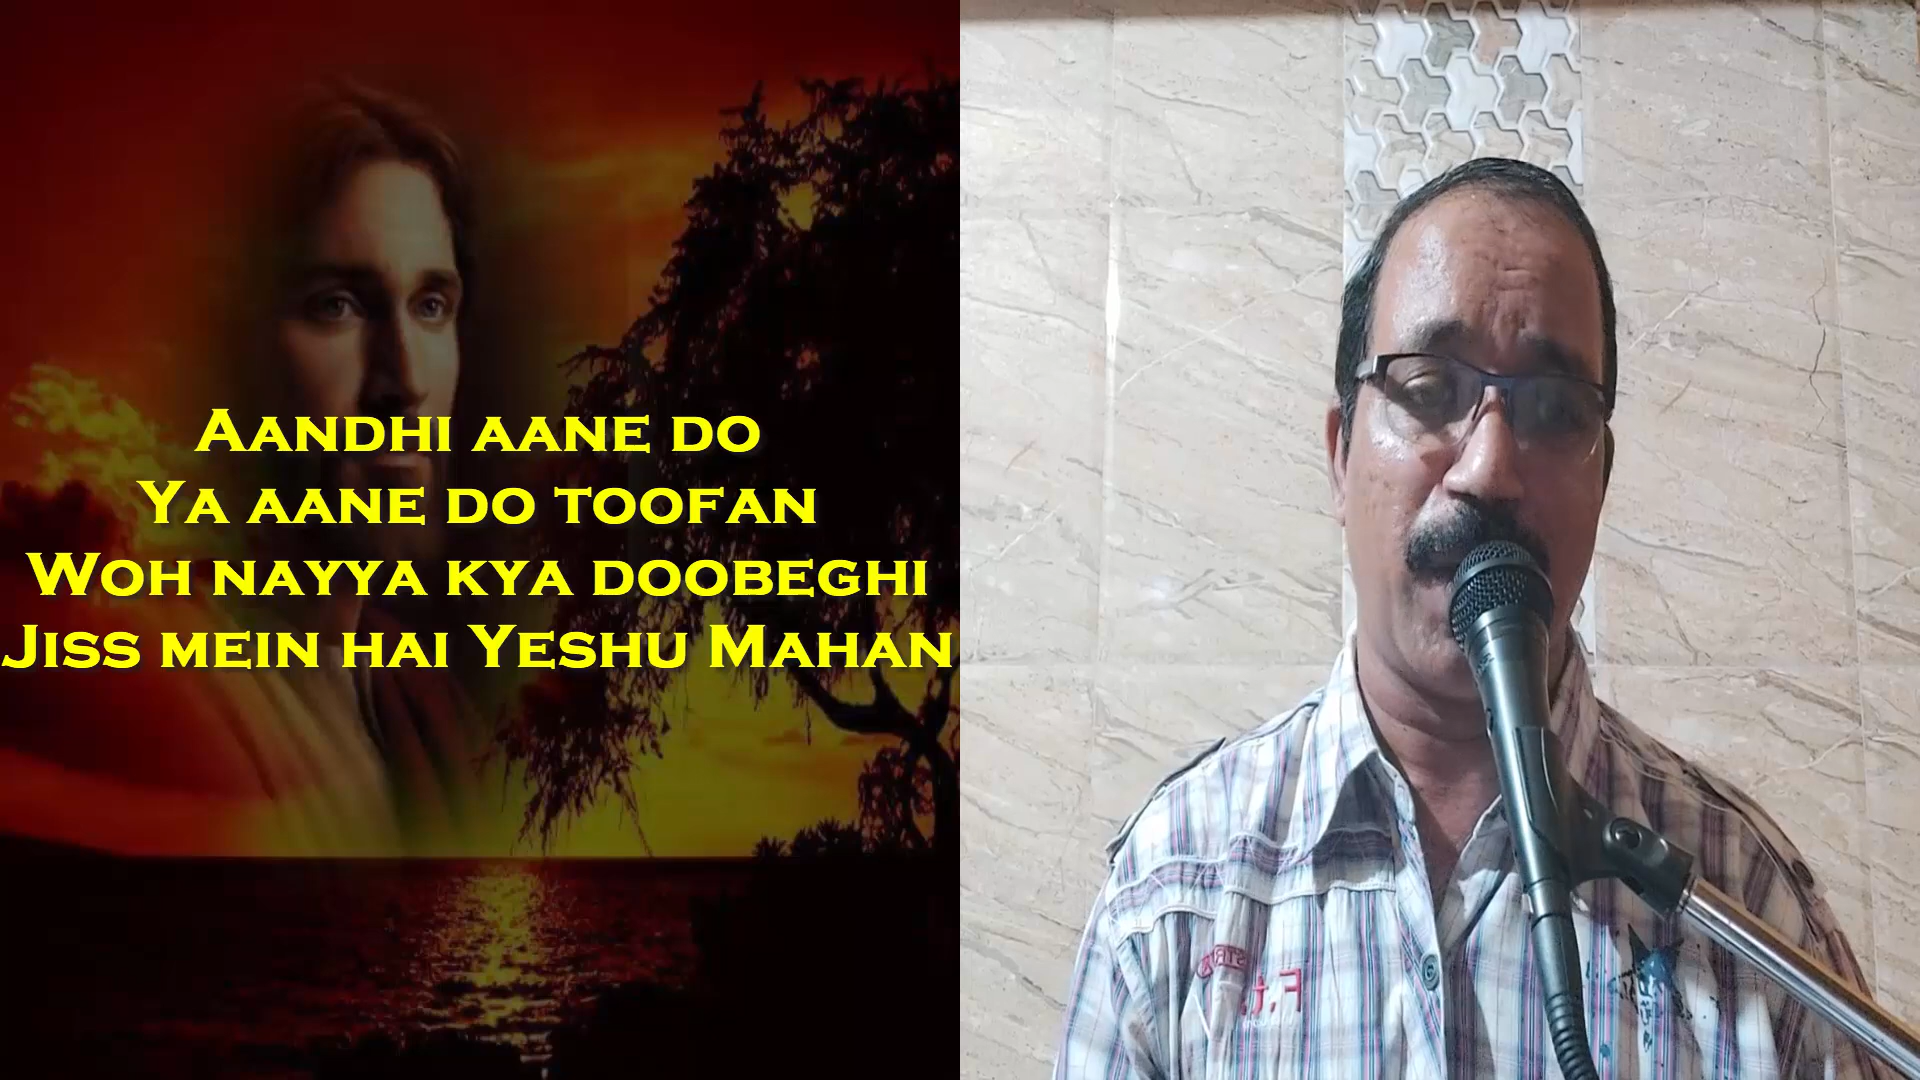 Aandhi aane do
Ya aane do toofan
Woh nayya kya doobeghi
Jiss mein hai Yeshu Mahan
F.t.